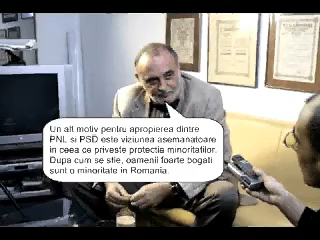 Un alt motiv pentru apropierea dintre
PNL si PSD este viziunea asemanatoare
in ceea ce priveste protectia minoritatilor.
Dupa cum se stie, oamenii foarte bogati
sunt o minoritate in Romania.